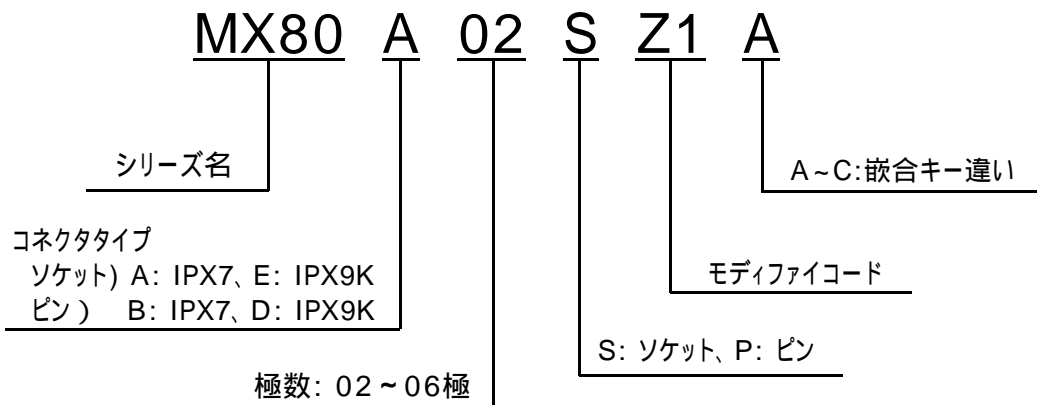 MX80 A 02 S Z1 A
シリーズ名
A~C:嵌合キー違い
コネクタタイプ
ソケット) A: IPX7、E: IPX9K
ピン ) B: IPX7、D: IPX9K
モディファイコード
S: ソケット、P: ピン
極数: 02～06極